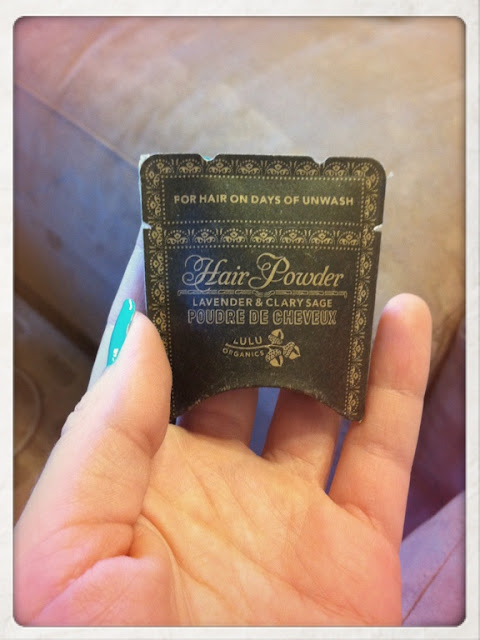 FOR HAIR ON DAYS OF UNWASH
Hair Powder
LAVENDER & CLARY SAGE
POUDRE DE CHEVEUX
LULU
ORGANICS